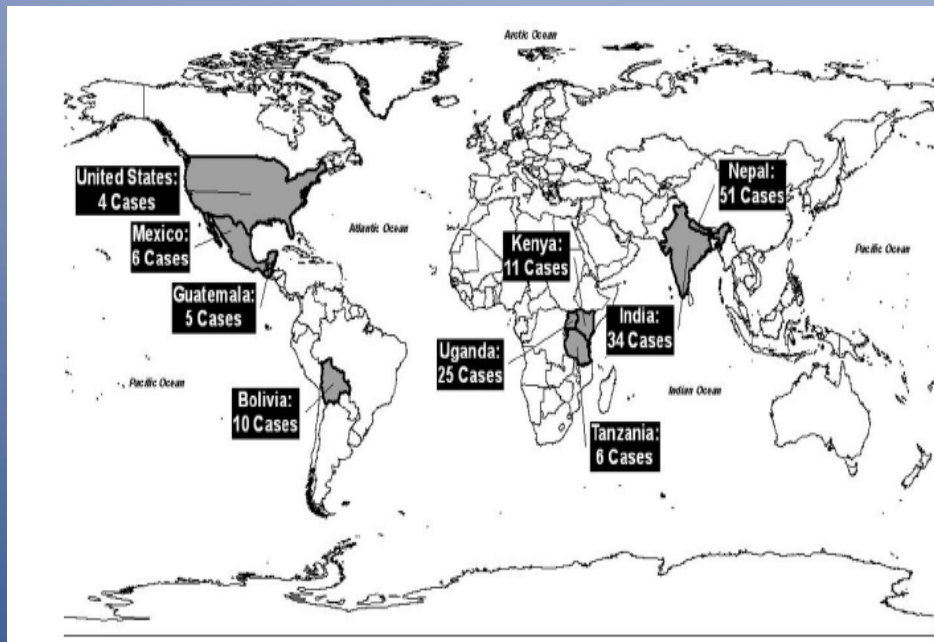 Arctic Ocean
United States:
4 Cases
Mexico:
6 Cases
Guatemala:
5 Cases
Bolivia:
10 Cases
Atlantic Ocean
Pacific Ocean
Kenya:
11 Cases
Uganda:
25 Cases
Tanzania:
6 Cases
Nepal:
51 Cases
India:
34 Cases
Pacific Ocean
Indian Ocean